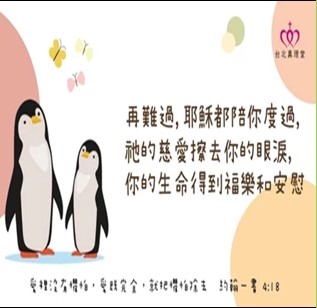 台北真理堂
再難過, 耶穌都陪你度過,
祂的慈愛擦去你的眼淚,
你的生命得到福樂和安慰
愛裡沒有懼怕，愛既完全，就把懼怕除去 約翰一書 4:18